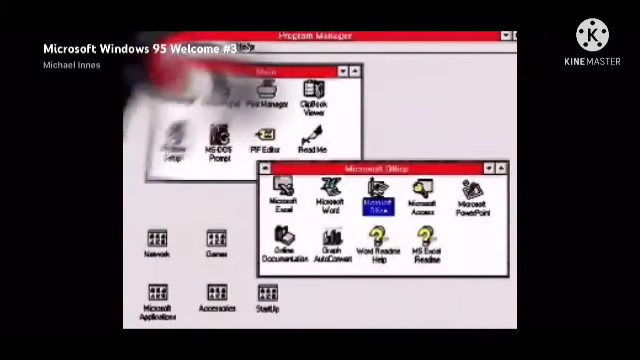 Microsoft Windows 95 Welcome #3
Michael Innes
KINEMASTER
Program Manager
Help
Main
Print Manager
ClipBook
Viewer
Setup
MS-DOS
Prompt
PIF Editor
Read Me
Microsoft Office
Microsoft
Excel
Microsoft
Word
Microsoft
Office
Microsoft
Access
Microsoft
PowerPoint
Online
Documentation
Graph
AutoConvert
Word Readme
Help
MS Excel
Readme
Network
Games
Microsoft
Applications
Accessories
StartUp